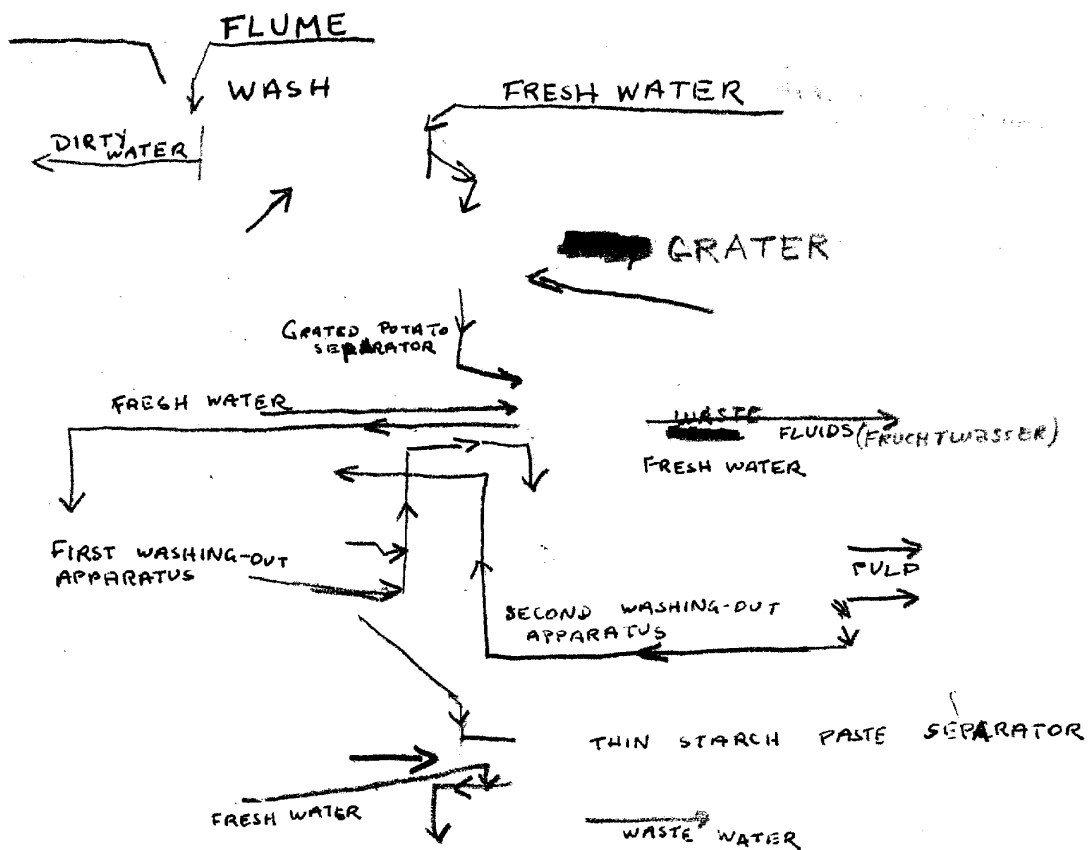 FLUME
WASH
FRESH WATER
DIRTY
WATER
GRATER
GRATED POTATO
SEPARATOR
FRESH WATER
WASTE
FLUIDS (FRUCHTWASSER)
FRESH WATER
FIRST WASHING-OUT
APPARATUS
PULP
SECOND WASHING-OUT
APPARATUS
THIN STARCH PASTE SEPARATOR
FRESH WATER
WASTE WATER